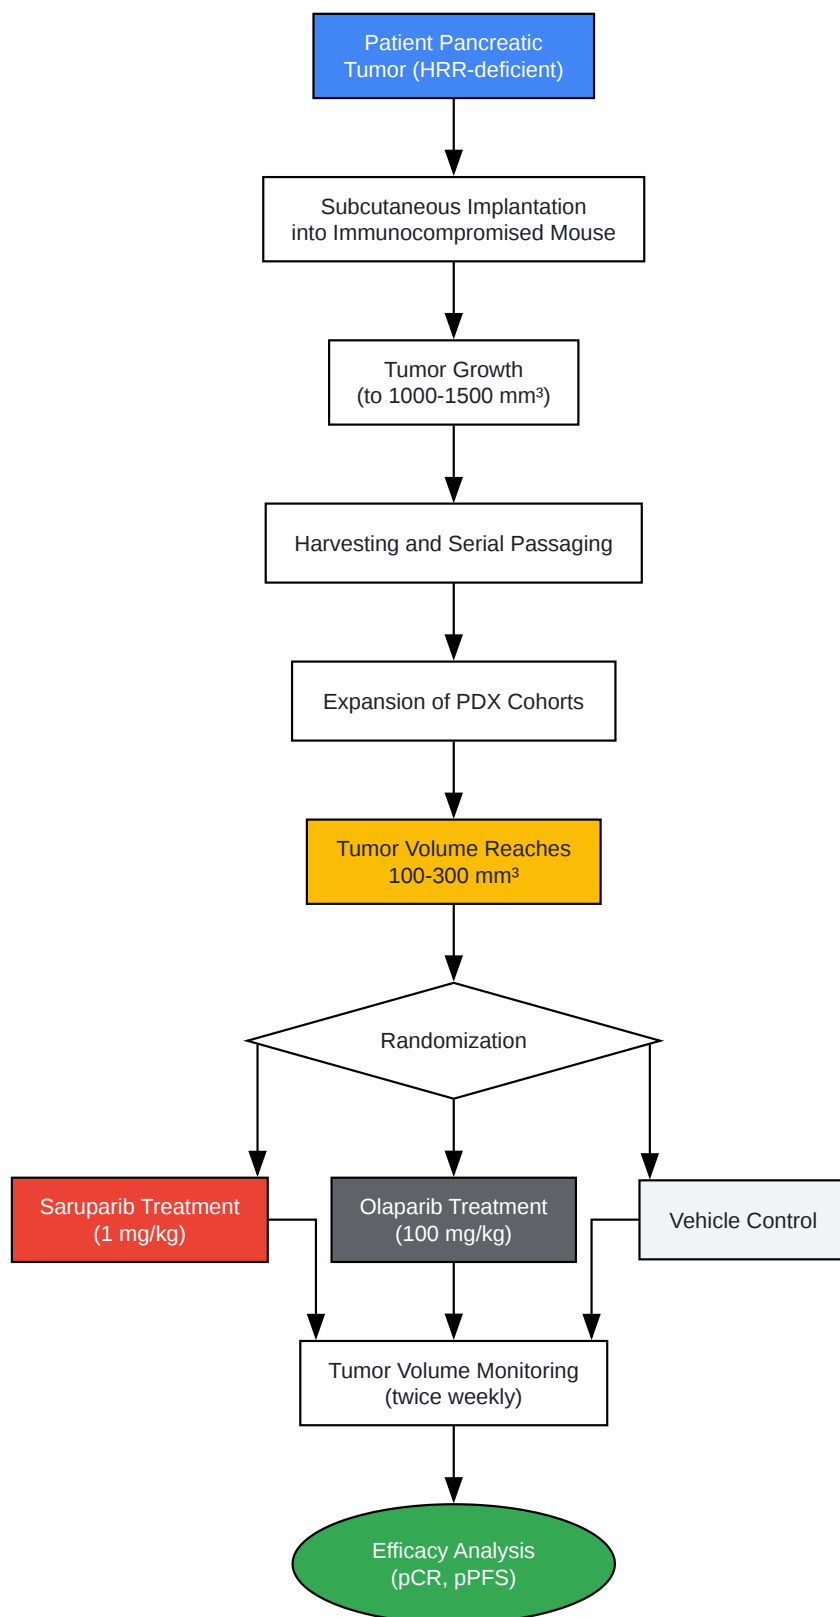 Patient Pancreatic
Tumor (HRR-deficient)
Subcutaneous Implantation
into Immunocompromised Mouse
Tumor Growth
(to 1000-1500 mm³)
Harvesting and Serial Passaging
Expansion of PDX Cohorts
Tumor Volume Reaches
100-300 mm³
Randomization
Saruparib Treatment
(1 mg/kg)
Olaparib Treatment
(100 mg/kg)
Vehicle Control
Tumor Volume Monitoring
(twice weekly)
Efficacy Analysis
(pCR, pPFS)